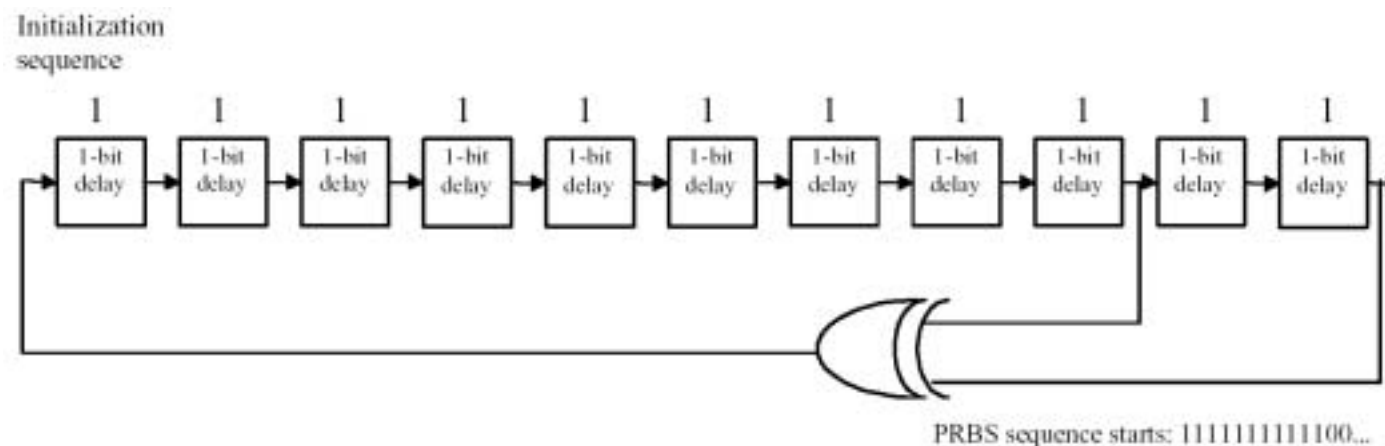 Initialization
sequence
1 1 1 1 1 1 1 1 1 1 1
1-bit 1-bit 1-bit 1-bit 1-bit 1-bit 1-bit 1-bit 1-bit 1-bit 1-bit
delay delay delay delay delay delay delay delay delay delay delay
PRBS sequence starts: 1111111111100...